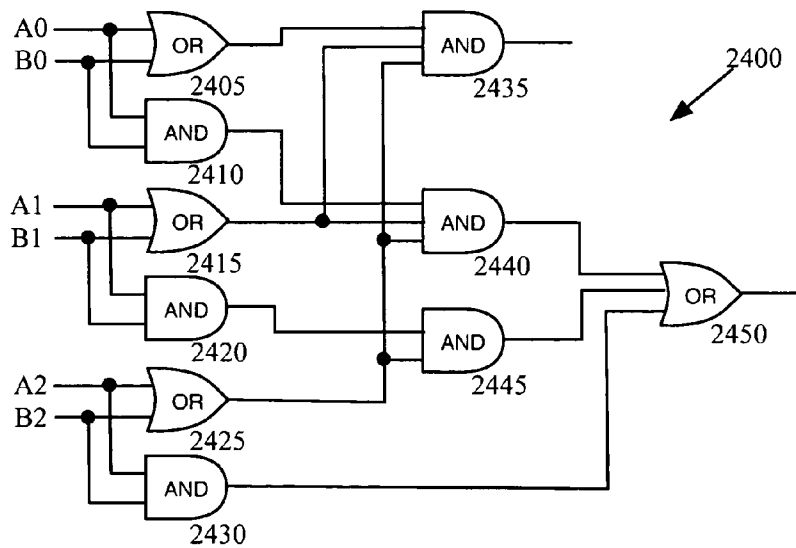 A0
OR
AND
2400
B0
2405
2435
AND
2410
A1
OR
AND
B1
2415
2440
OR
AND
2420
AND
2445
2450
A2
OR
B2
2425
AND
2430